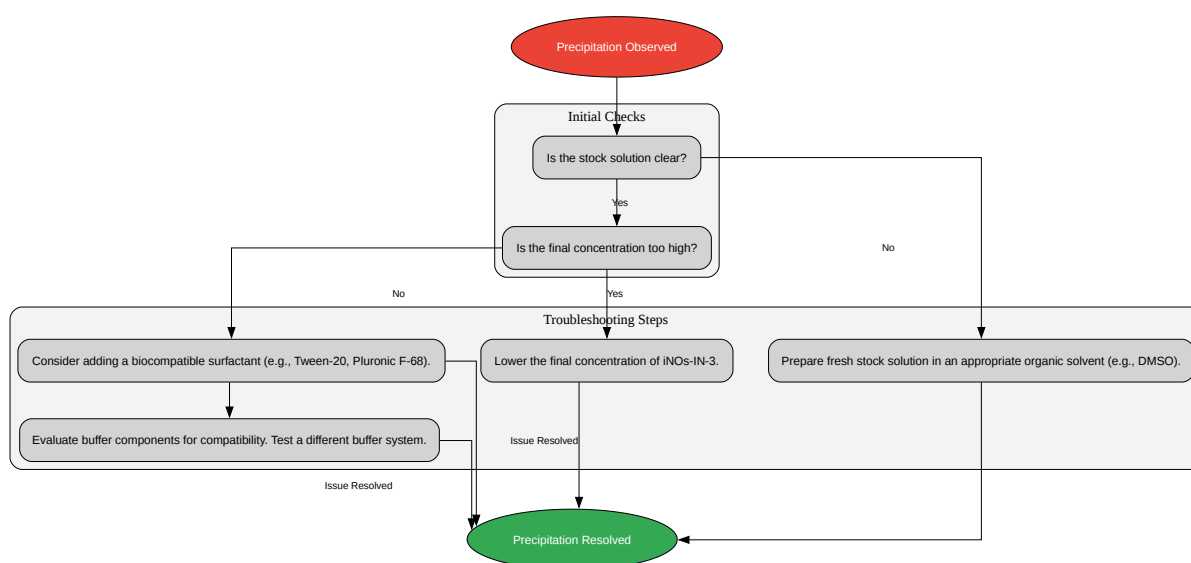 Precipitation Observed
Initial Checks
Is the stock solution clear?
Yes
Is the final concentration too high?
No
No
Yes
Troubleshooting Steps
Consider adding a biocompatible surfactant (e.g., Tween-20, Pluronic F-68).
Lower the final concentration of iNOs-IN-3.
Prepare fresh stock solution in an appropriate organic solvent (e.g., DMSO).
Evaluate buffer components for compatibility. Test a different buffer system.
Issue Resolved
Issue Resolved
Precipitation Resolved